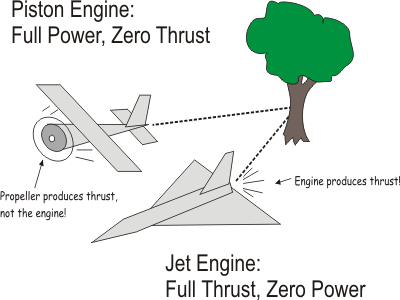 Piston Engine:
Full Power, Zero Thrust
Propeller produces thrust,
not the engine!
Engine produces thrust!
Jet Engine:
Full Thrust, Zero Power